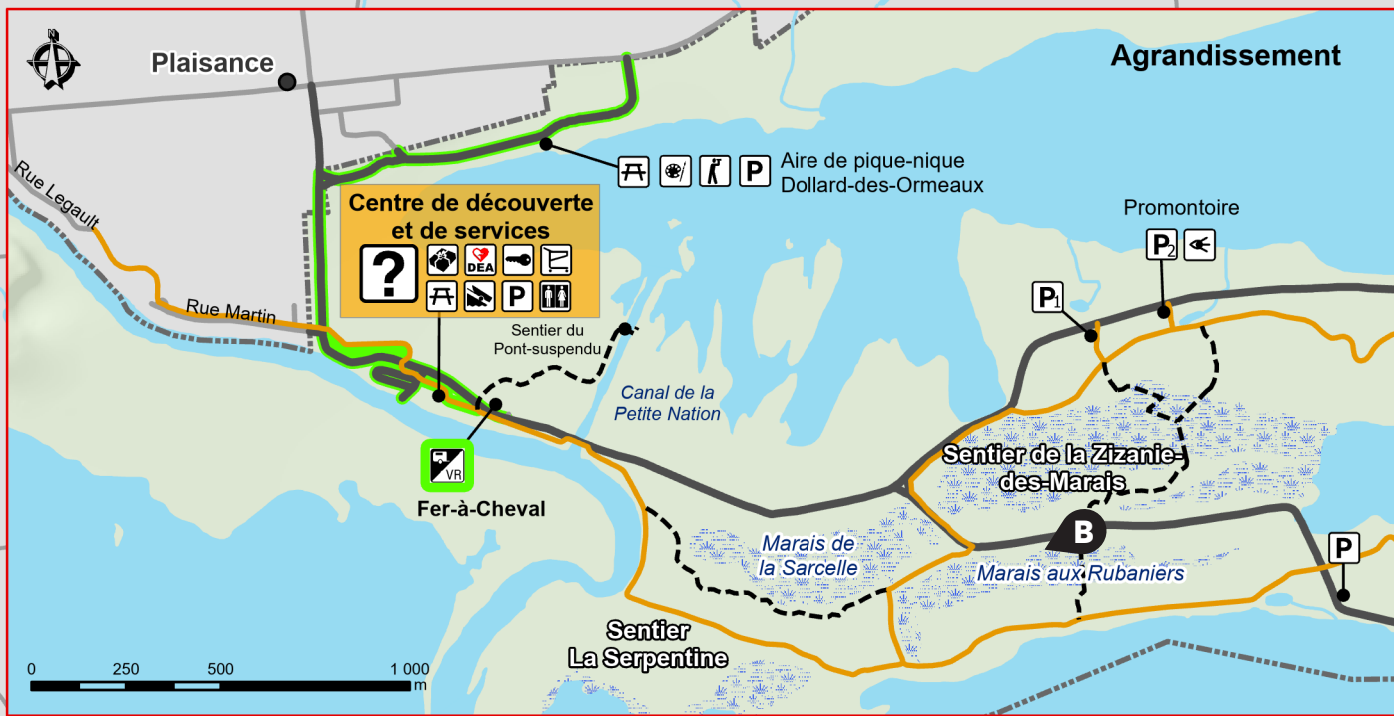 N
Agrandissement
Plaisance
Rue Legault
Aire de pique-nique
Dollard-des-Ormeaux
P
Centre de découverte
et de services
?
DEA
P
Promontoire
P2
P1
Rue Martin
Sentier du
Pont-suspendu
Canal de la
Petite Nation
VR
Fer-à-Cheval
Sentier de la Zizanie-
des-Marais
B
Marais de
la Sarcelle
Marais aux Rubaniers
P
Sentier
La Serpentine
0 250 500 1 000
m